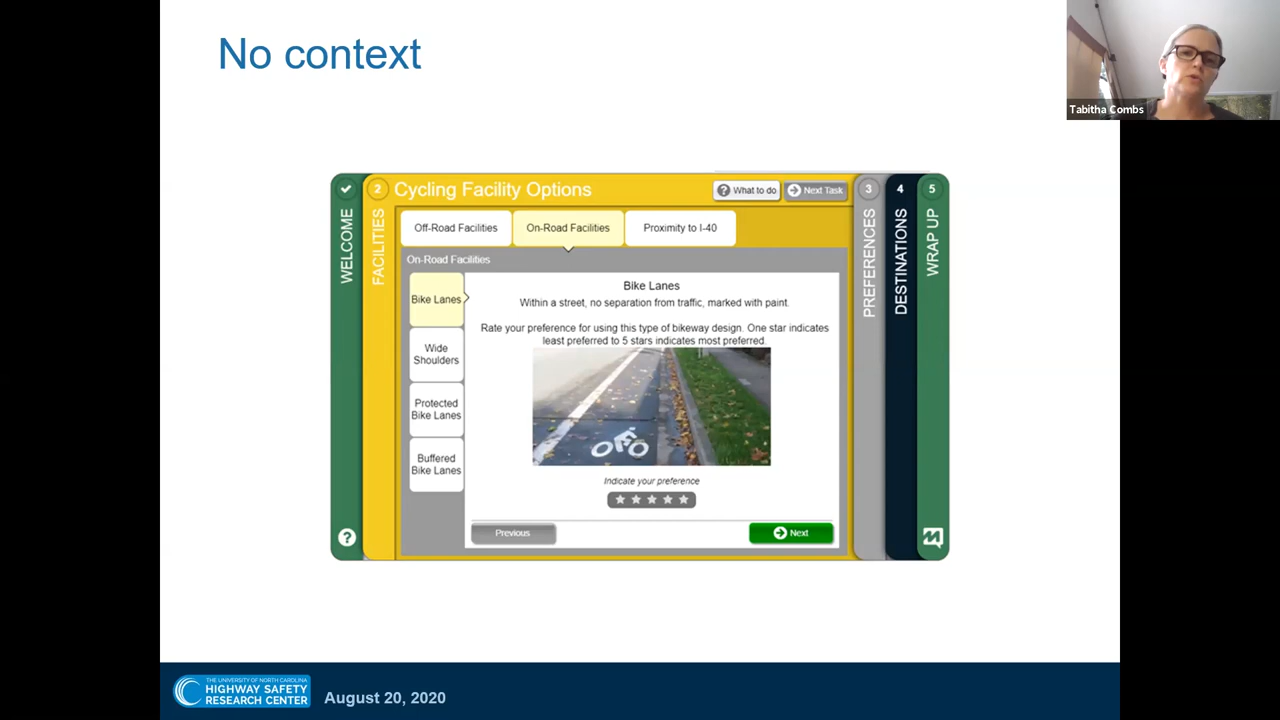 No context
Tabitha Combs
WELCOME
2
FACILITIES
Cycling Facility Options
? What to do
Next Task
Off-Road Facilities
On-Road Facilities
Proximity to I-40
On-Road Facilities
Bike Lanes
Wide
Shoulders
Protected
Bike Lanes
Buffered
Bike Lanes
Bike Lanes
Within a street, no separation from traffic, marked with paint.
Rate your preference for using this type of bikeway design. One star indicates
least preferred to 5 stars indicates most preferred.
Indicate your preference
Previous
Next
3
PREFERENCES
4
DESTINATIONS
5
WRAP UP
?
THE UNIVERSITY OF NORTH CAROLINA
HIGHWAY SAFETY
RESEARCH CENTER
August 20, 2020